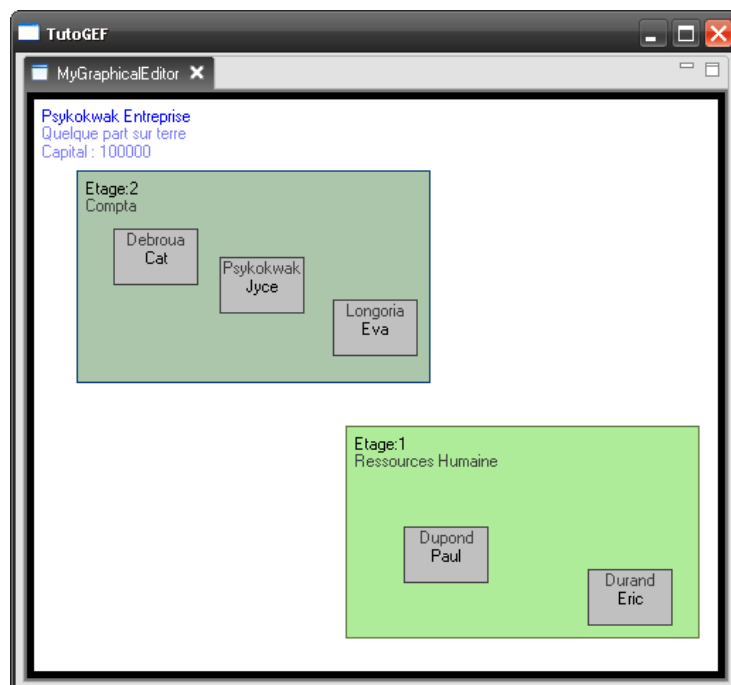 TutoGEF
MyGraphicalEditor
Psykokwak Entreprise
Quelque part sur terre
Capital : 100000
Etage:2
Compta
Debroua
Cat
Psykokwak
Jyce
Longoria
Eva
Etage:1
Ressources Humaine
Dupond
Paul
Durand
Eric